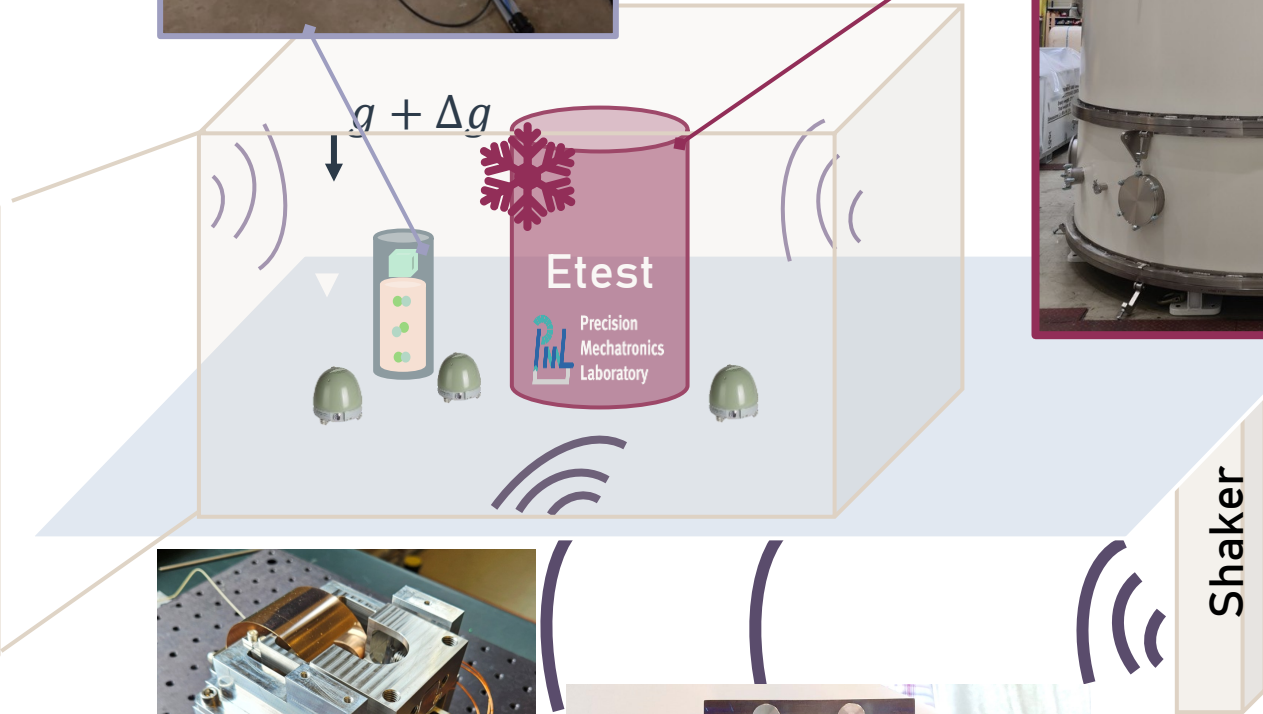 g + Δg
Etest
Precision
Mechatronics
Laboratory
Shaker